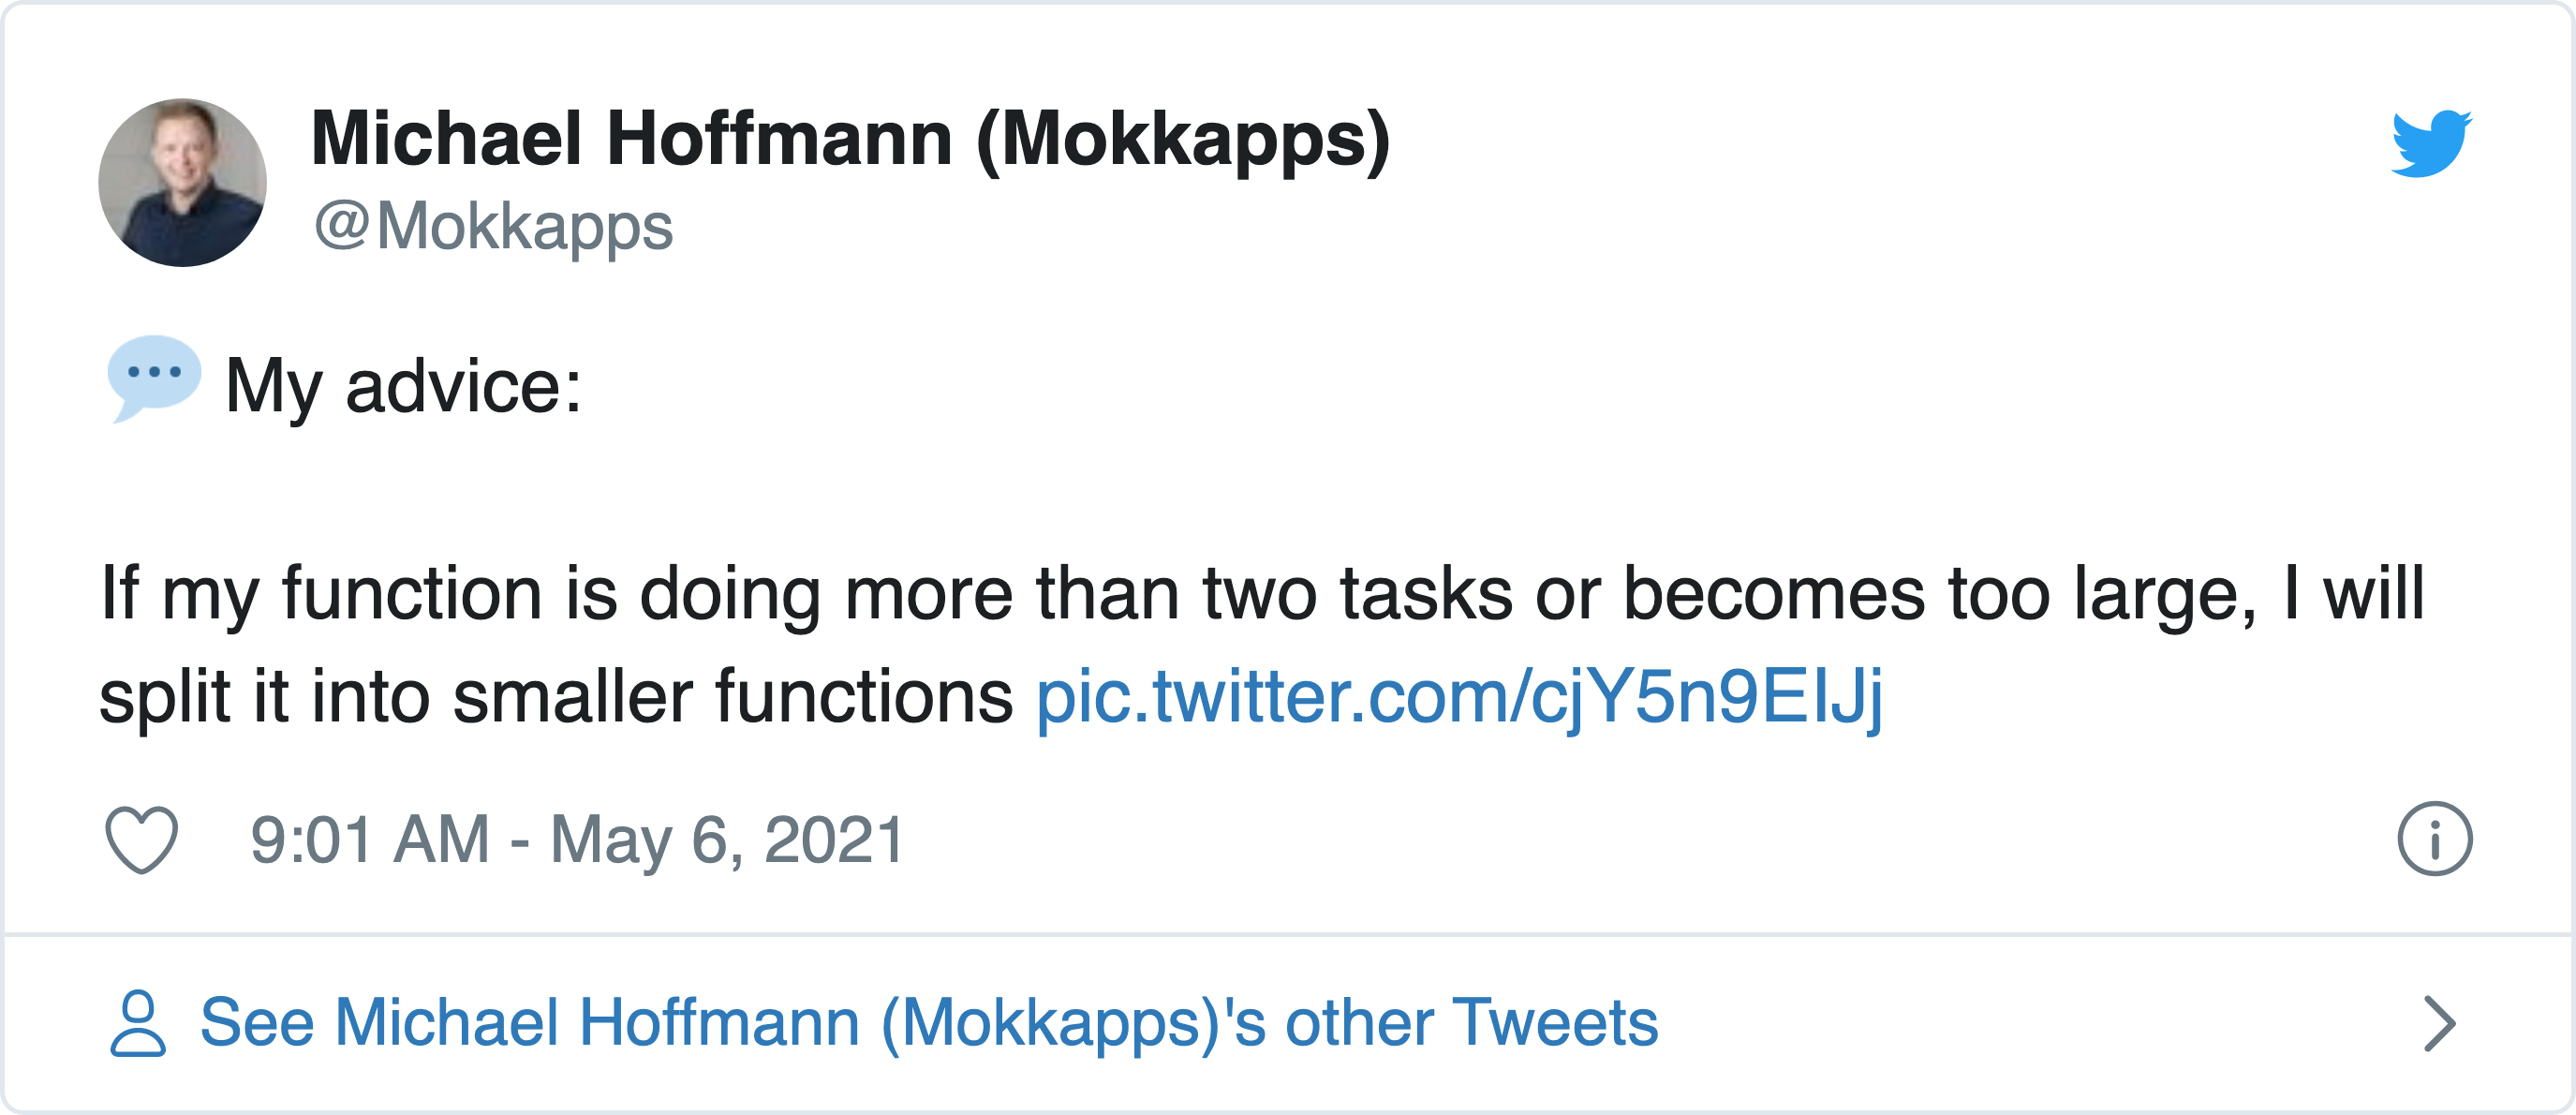 Michael Hoffmann (Mokkapps)
@Mokkapps
💬 My advice:
If my function is doing more than two tasks or becomes too large, I will
split it into smaller functions pic.twitter.com/cjY5n9EIJj
9:01 AM - May 6, 2021
See Michael Hoffmann (Mokkapps)'s other Tweets